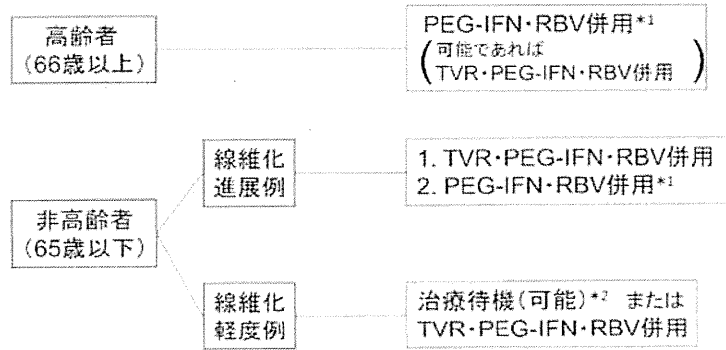 高齢者
(66歳以上)
PEG-IFN・RBV併用*1
(可能であれば
TVR・PEG-IFN・RBV併用)
線維化
進展例
1. TVR・PEG-IFN・RBV併用
2. PEG-IFN・RBV併用*1
非高齢者
(65歳以下)
線維化
軽度例
治療待機(可能)*2 または
TVR・PEG-IFN・RBV併用